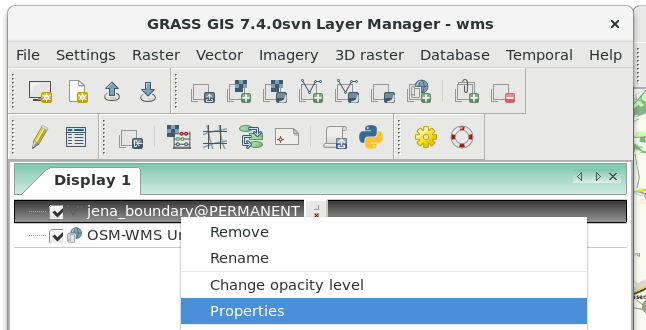 GRASS GIS 7.4.0svn Layer Manager - wms
File Settings Raster Vector Imagery 3D raster Database Temporal Help
Display 1
jena_boundary@PERMANENT
OSM-WMS
Remove
Rename
Change opacity level
Properties